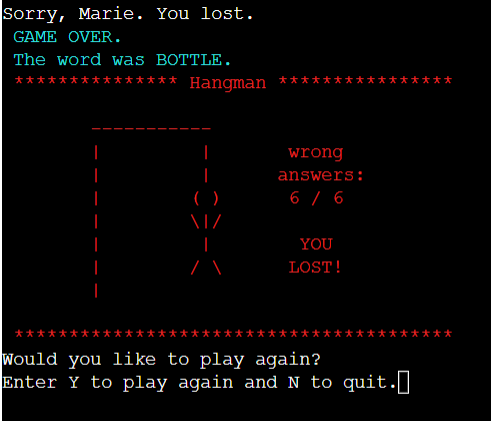 Sorry, Marie. You lost.
GAME OVER.
The word was BOTTLE.
*************** Hangman ****************
-----------
| | wrong
| | answers:
| ( ) 6 / 6
| \|/
| | YOU
| / \ LOST!
|
****************************************
Would you like to play again?
Enter Y to play again and N to quit.